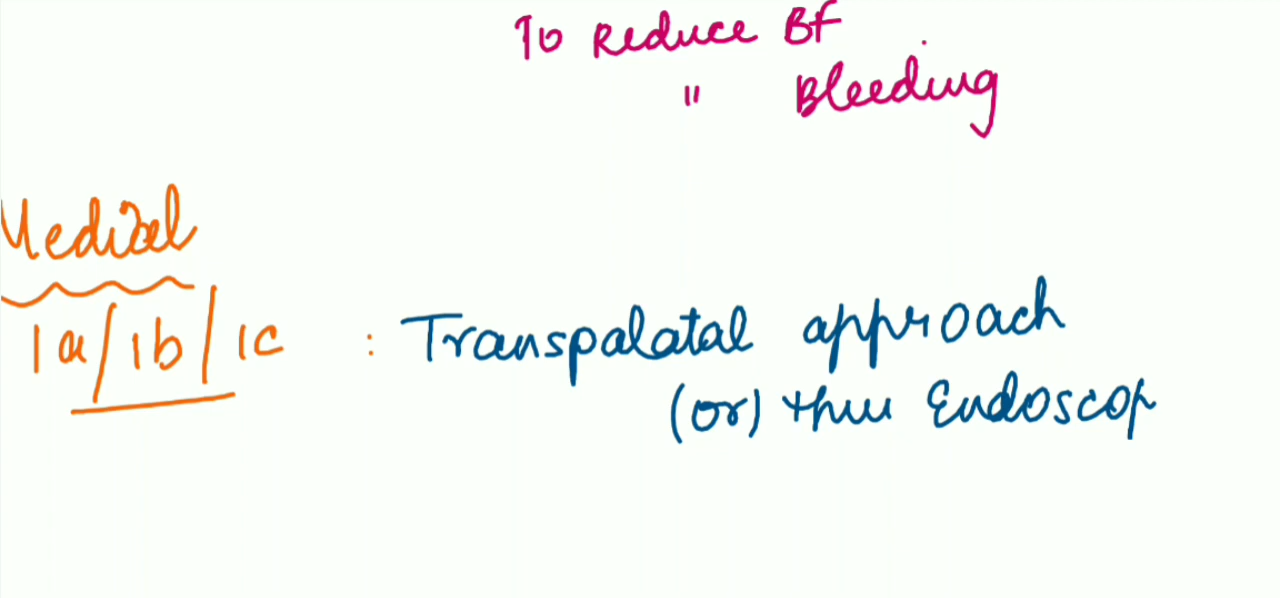 To Reduce BF
" Bleeding
Medical
1a/1b/1c : Transpalatal approach
(or) thru Endoscop